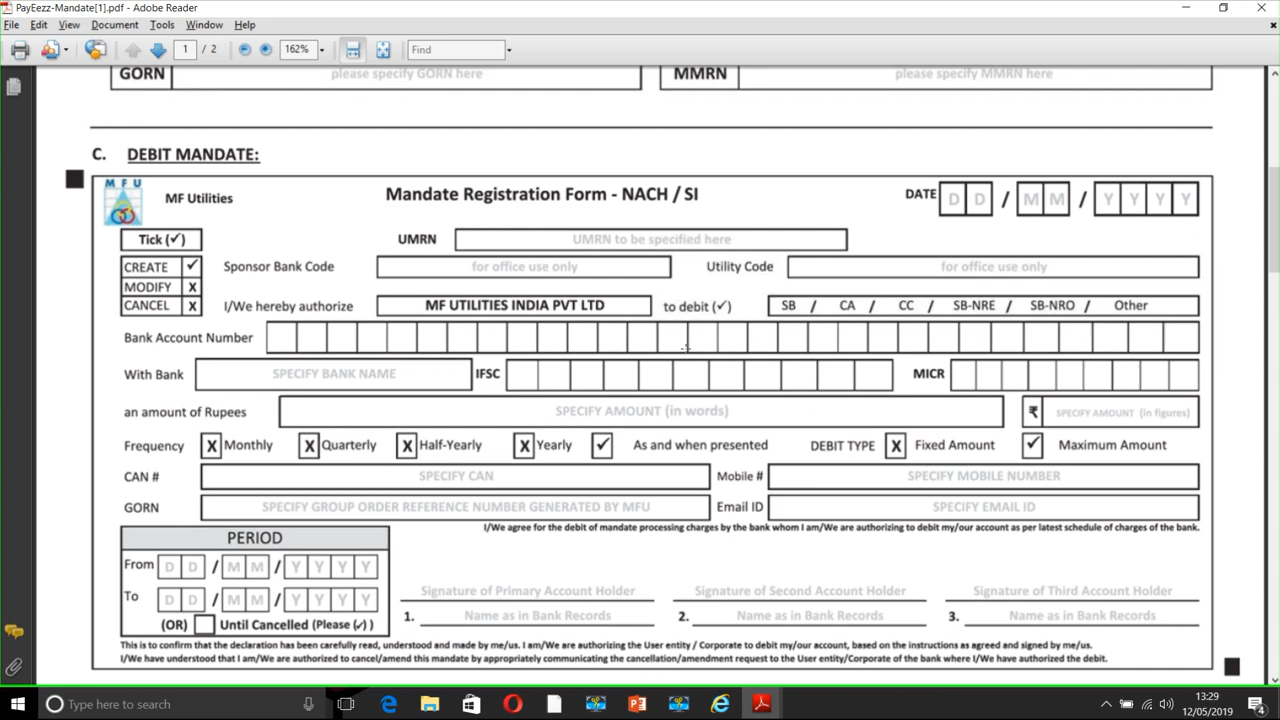 PayEezz-Mandate[1].pdf - Adobe Reader
File Edit View Document Tools Window Help
1 / 2 162% Find
GORN please specify GORN here MMRN please specify MMRN here
C. DEBIT MANDATE:
MFU MF Utilities Mandate Registration Form - NACH / SI DATE D D / M M / Y Y Y Y
Tick (✓) UMRN UMRN to be specified here
CREATE ✓ Sponsor Bank Code for office use only Utility Code for office use only
MODIFY X
CANCEL X I/We hereby authorize MF UTILITIES INDIA PVT LTD to debit (✓) SB / CA / CC / SB-NRE / SB-NRO / Other
Bank Account Number
With Bank SPECIFY BANK NAME IFSC MICR
an amount of Rupees SPECIFY AMOUNT (in words) ₹ SPECIFY AMOUNT (in figures)
Frequency X Monthly X Quarterly X Half-Yearly X Yearly ✓ As and when presented DEBIT TYPE X Fixed Amount ✓ Maximum Amount
CAN # SPECIFY CAN Mobile # SPECIFY MOBILE NUMBER
GORN SPECIFY GROUP ORDER REFERENCE NUMBER GENERATED BY MFU Email ID SPECIFY EMAIL ID
I/We agree for the debit of mandate processing charges by the bank whom I am/We are authorizing to debit my/our account as per latest schedule of charges of the bank.
PERIOD
From D D / M M / Y Y Y Y
To D D / M M / Y Y Y Y
(OR) Until Cancelled (Please ✓)
Signature of Primary Account Holder Signature of Second Account Holder Signature of Third Account Holder
1. Name as in Bank Records 2. Name as in Bank Records 3. Name as in Bank Records
This is to confirm that the declaration has been carefully read, understood and made by me/us. I am/We are authorizing the User entity / Corporate to debit my/our account, based on the instructions as agreed and signed by me/us.
I/We have understood that I am/We are authorized to cancel/amend this mandate by appropriately communicating the cancellation/amendment request to the User entity/Corporate of the bank where I/We have authorized the debit.
Type here to search
13:29
12/05/2019
4